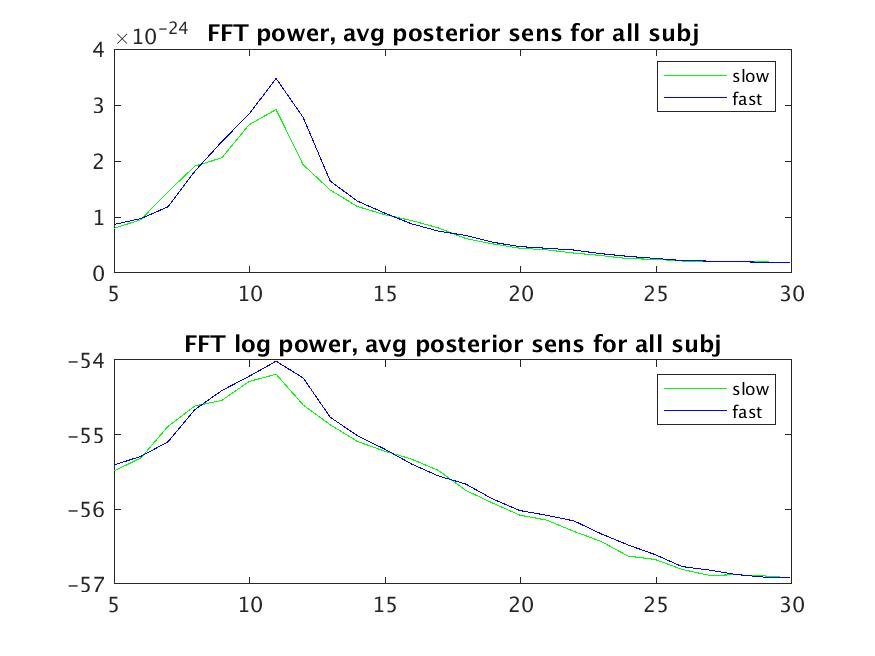 ×10⁻²⁴ FFT power, avg posterior sens for all subj
4
3
2
1
0
slow
fast
5 10 15 20 25 30
FFT log power, avg posterior sens for all subj
-54
-55
-56
-57
slow
fast
5 10 15 20 25 30